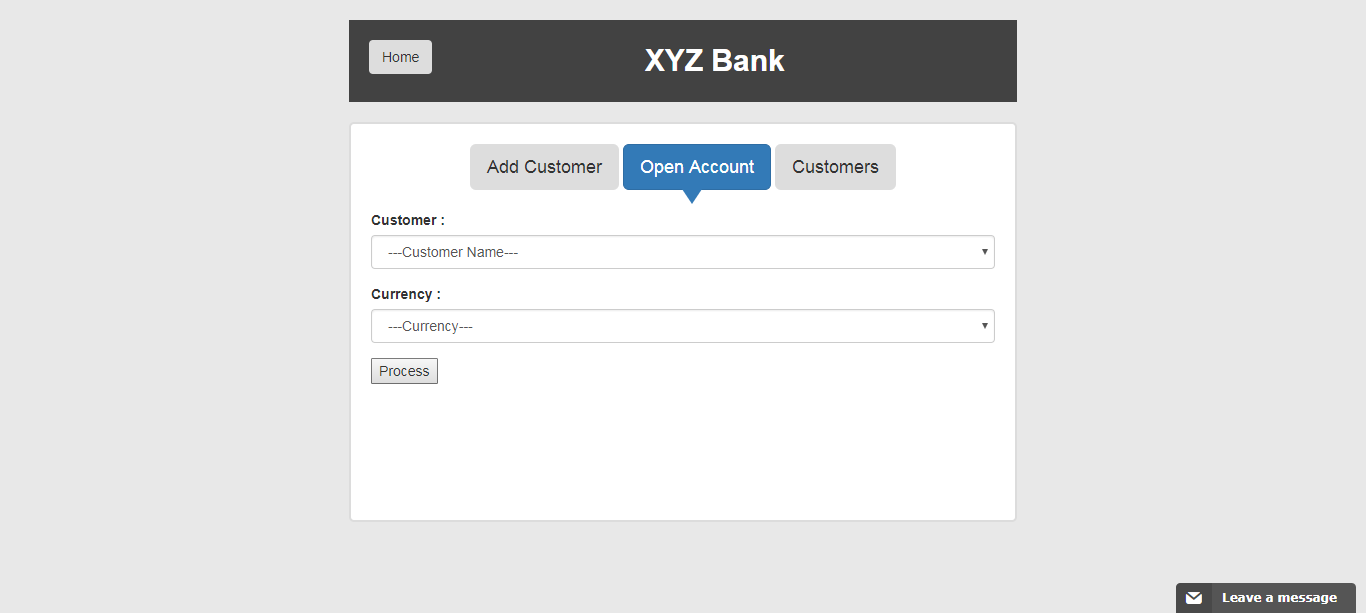 Home
XYZ Bank
Add Customer
Open Account
Customers
Customer :
---Customer Name---
Currency :
---Currency---
Process
Leave a message